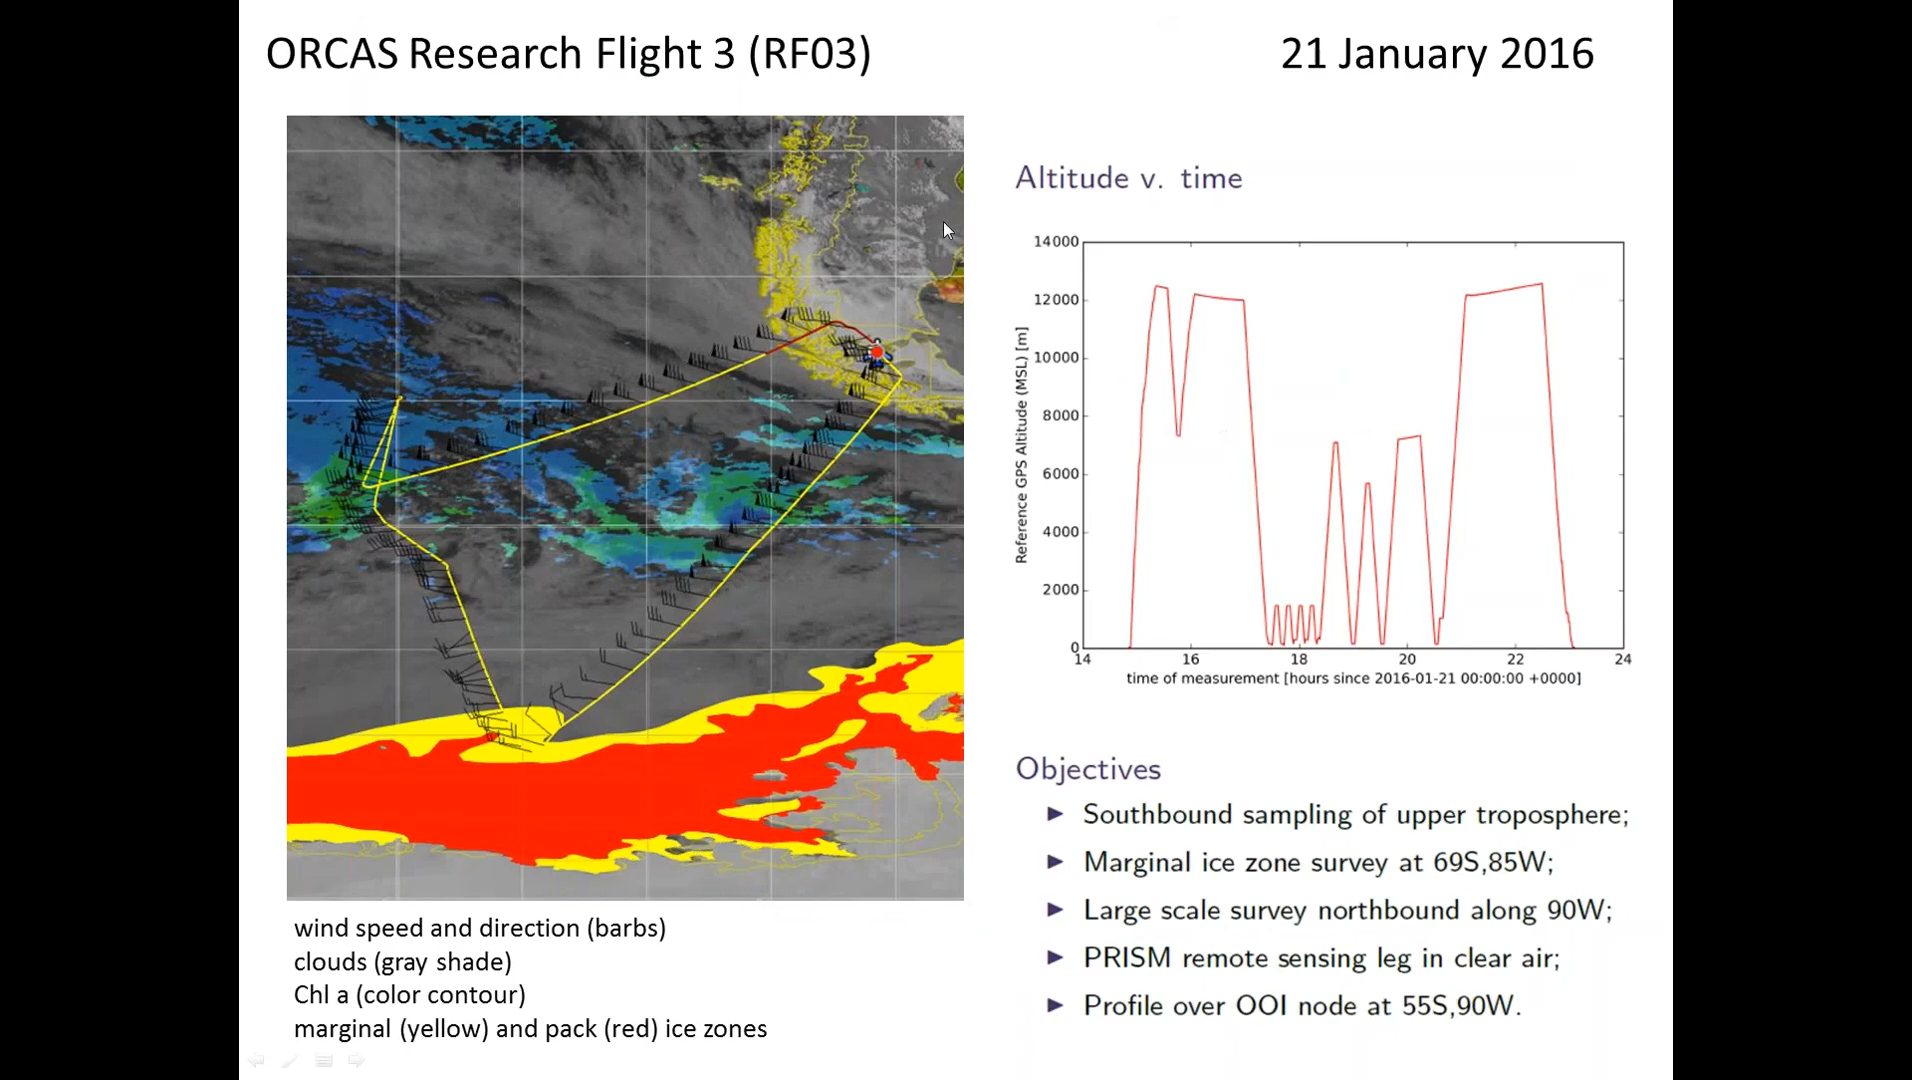 ORCAS Research Flight 3 (RF03)
21 January 2016
Altitude v. time
Reference GPS Altitude (MSL) [m]
14000
12000
10000
8000
6000
4000
2000
0
14 16 18 20 22 24
time of measurement [hours since 2016-01-21 00:00:00 +0000]
wind speed and direction (barbs)
clouds (gray shade)
Chl a (color contour)
marginal (yellow) and pack (red) ice zones
Objectives
Southbound sampling of upper troposphere;
Marginal ice zone survey at 69S,85W;
Large scale survey northbound along 90W;
PRISM remote sensing leg in clear air;
Profile over OOI node at 55S,90W.